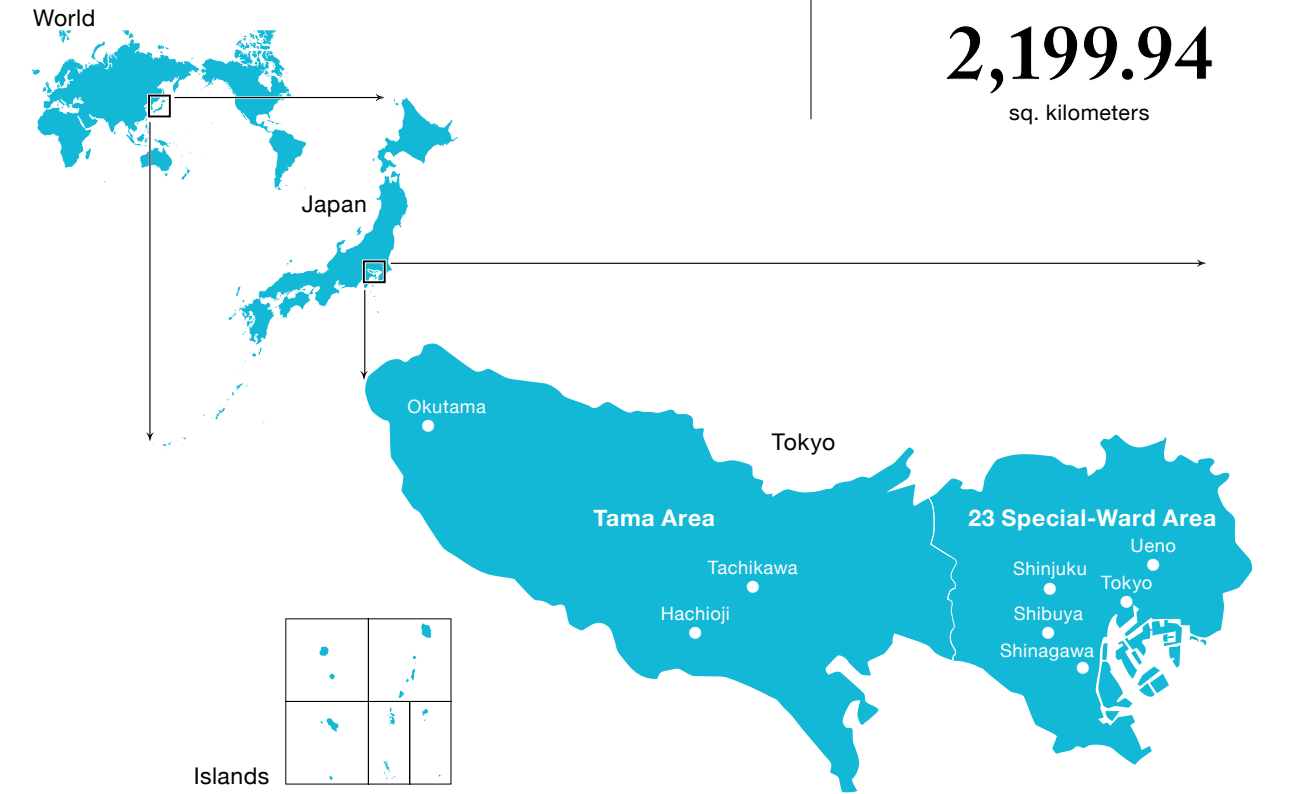 World
2,199.94
sq. kilometers
Japan
Okutama
Tokyo
Tama Area
23 Special-Ward Area
Ueno
Tachikawa
Shinjuku
Tokyo
Hachioji
Shibuya
Shinagawa
Islands